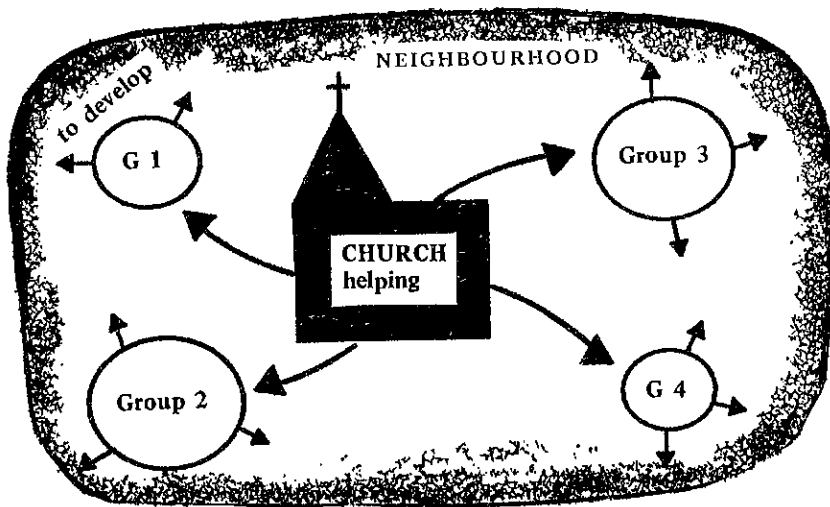 NEIGHBOURHOOD
to develop
G 1
Group 3
CHURCH
helping
Group 2
G 4